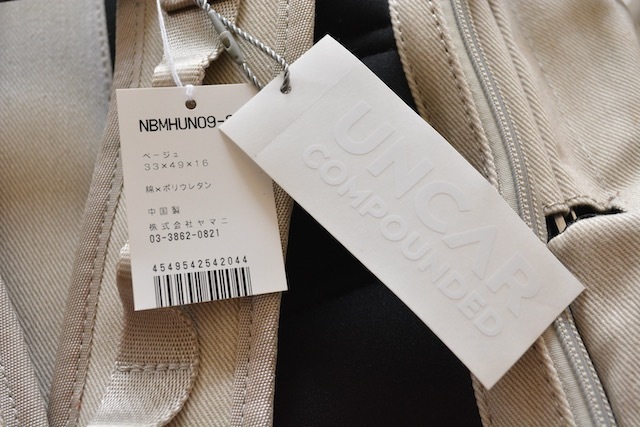 NBMHUN09-
ベージュ
33×49×16
綿×ポリウレタン
中国製
株式会社ヤマニ
03-3862-0821
4549542542044
UNCAR
COMPOUNDED